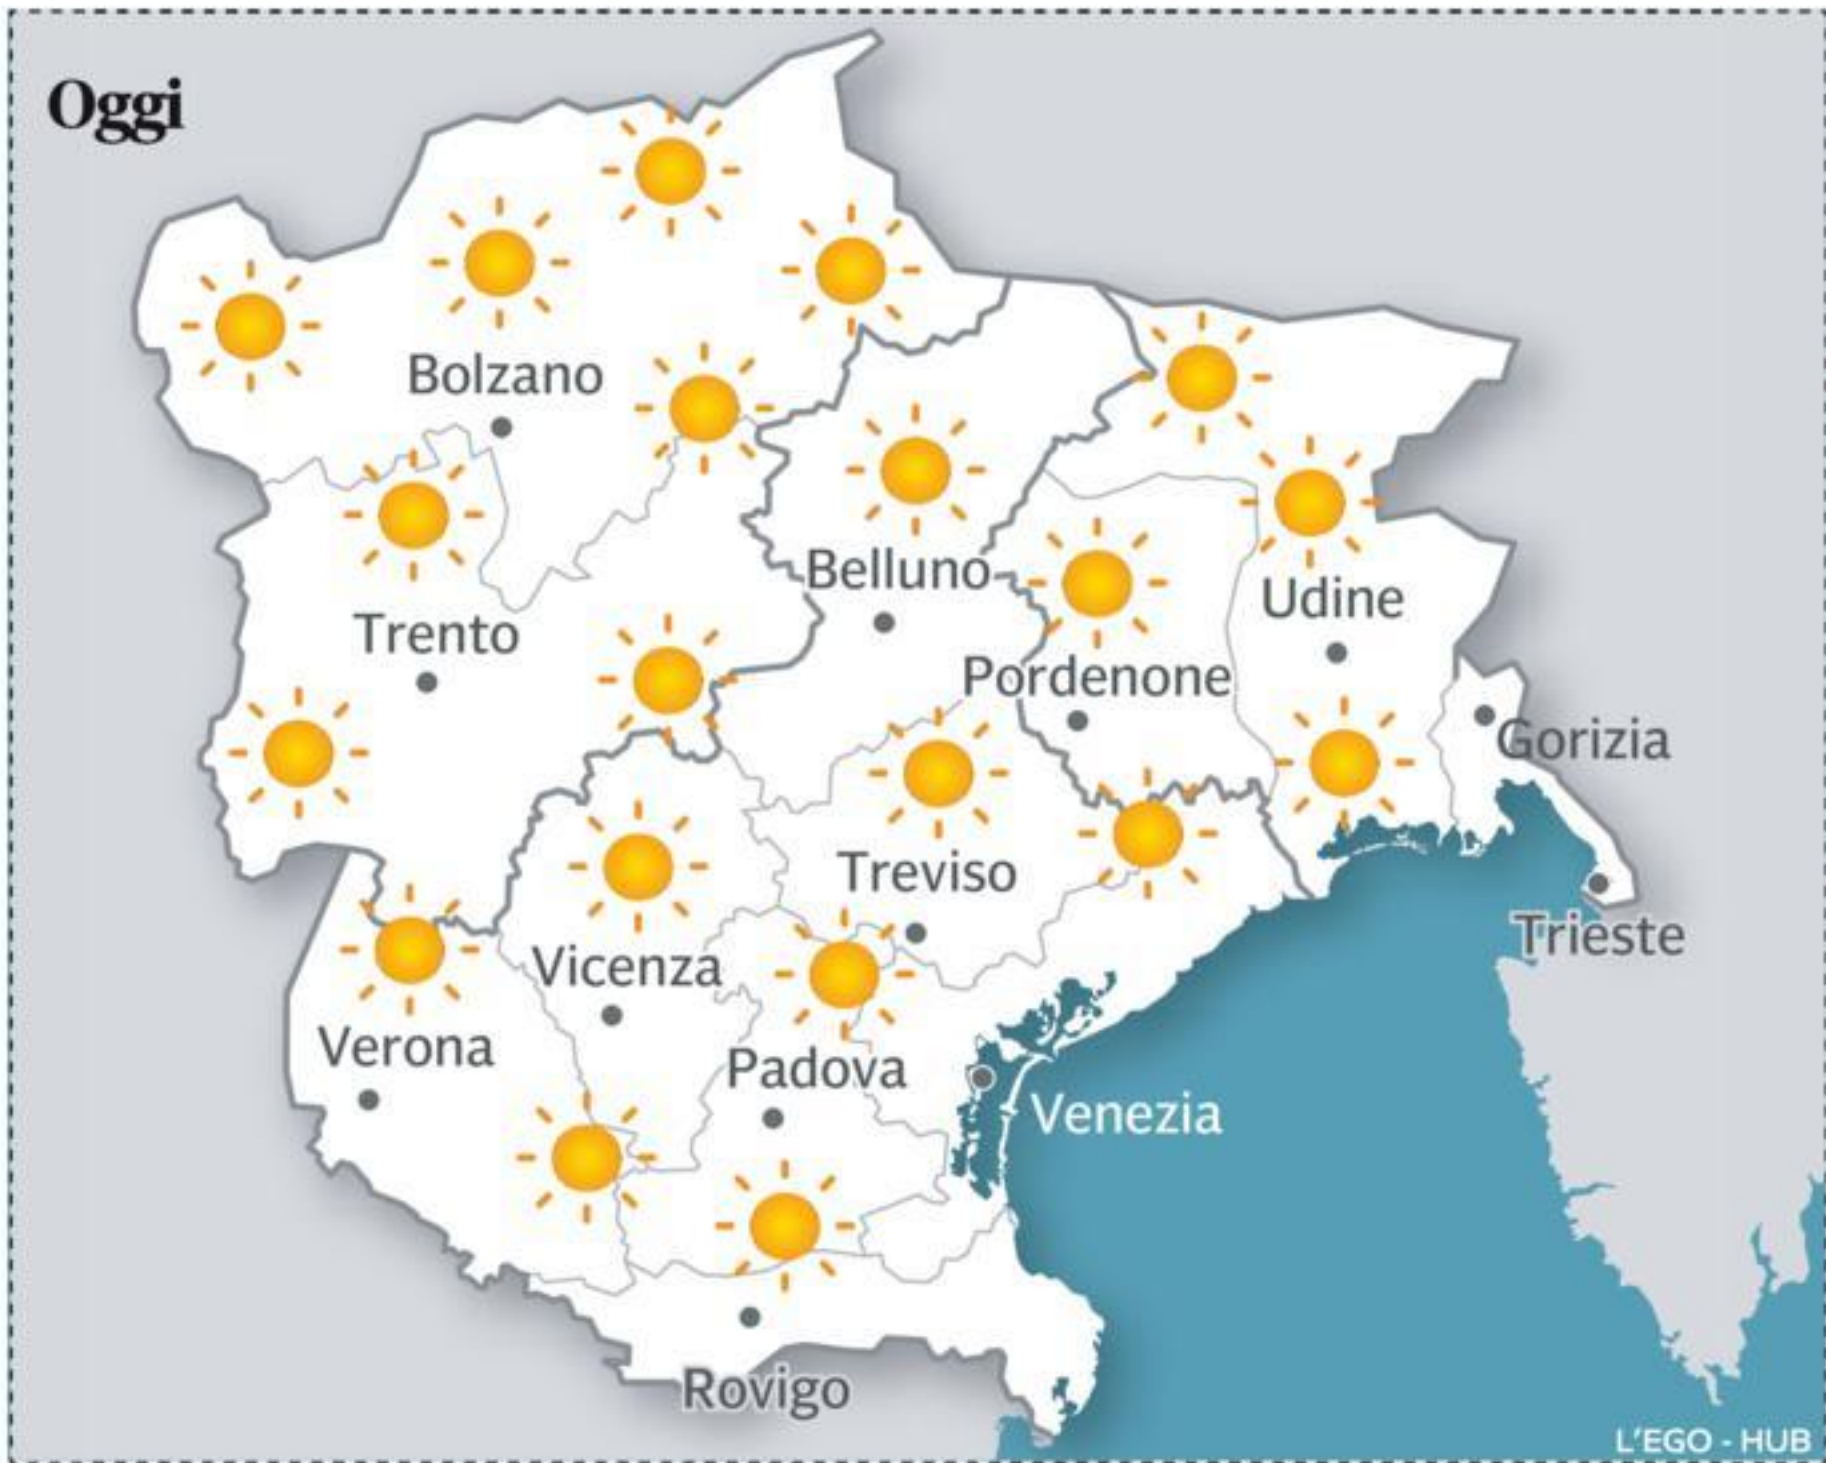 Oggi
Bolzano
Belluno
Udine
Trento
Pordenone
Gorizia
Treviso
Trieste
Vicenza
Verona
Padova
Venezia
Rovigo
L'EGO - HUB